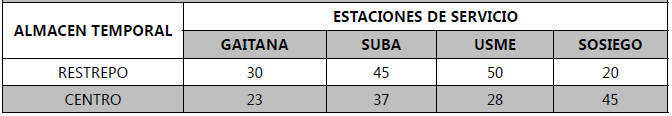 ALMACEN TEMPORAL ESTACIONES DE SERVICIO
GAITANA SUBA USME SOSIEGO
RESTREPO 30 45 50 20
CENTRO 23 37 28 45